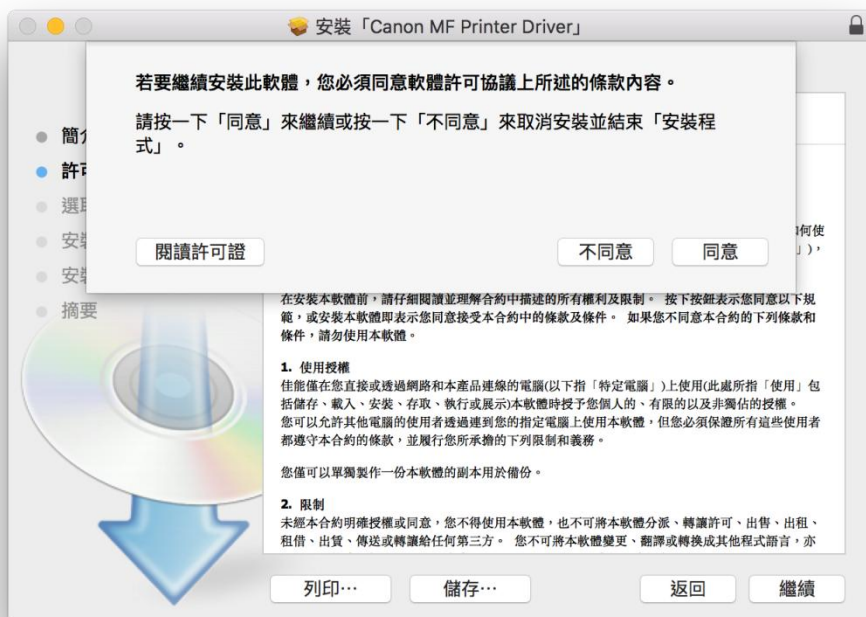 安裝「Canon MF Printer Driver」
若要繼續安裝此軟體，您必須同意軟體許可協議上所述的條款內容。
請按一下「同意」來繼續或按一下「不同意」來取消安裝並結束「安裝程
式」。
閱讀許可證
不同意
同意
簡介
許可
選取
安裝
安裝
摘要
何使
」)，
在安裝本軟體前，請仔細閱讀並理解合約中描述的所有權利及限制。 按下按鈕表示您同意以下規
範，或安裝本軟體即表示您同意接受本合約中的條款及條件。 如果您不同意本合約的下列條款和
條件，請勿使用本軟體。
1. 使用授權
佳能僅在您直接或透過網路和本產品連線的電腦(以下指「特定電腦」)上使用(此處所指「使用」包
括儲存、載入、安裝、存取、執行或展示)本軟體時授予您個人的、有限的以及非獨佔的授權。
您可以允許其他電腦的使用者透過連到您的指定電腦上使用本軟體，但您必須保證所有這些使用者
都遵守本合約的條款，並履行您所承擔的下列限制和義務。
您僅可以單獨製作一份本軟體的副本用於備份。
2. 限制
未經本合約明確授權或同意，您不得使用本軟體，也不可將本軟體分派、轉讓許可、出售、出租、
租借、出賃、傳送或轉讓給任何第三方。 您不可將本軟體變更、翻譯或轉換成其他程式語言，亦
列印⋯
儲存⋯
返回
繼續